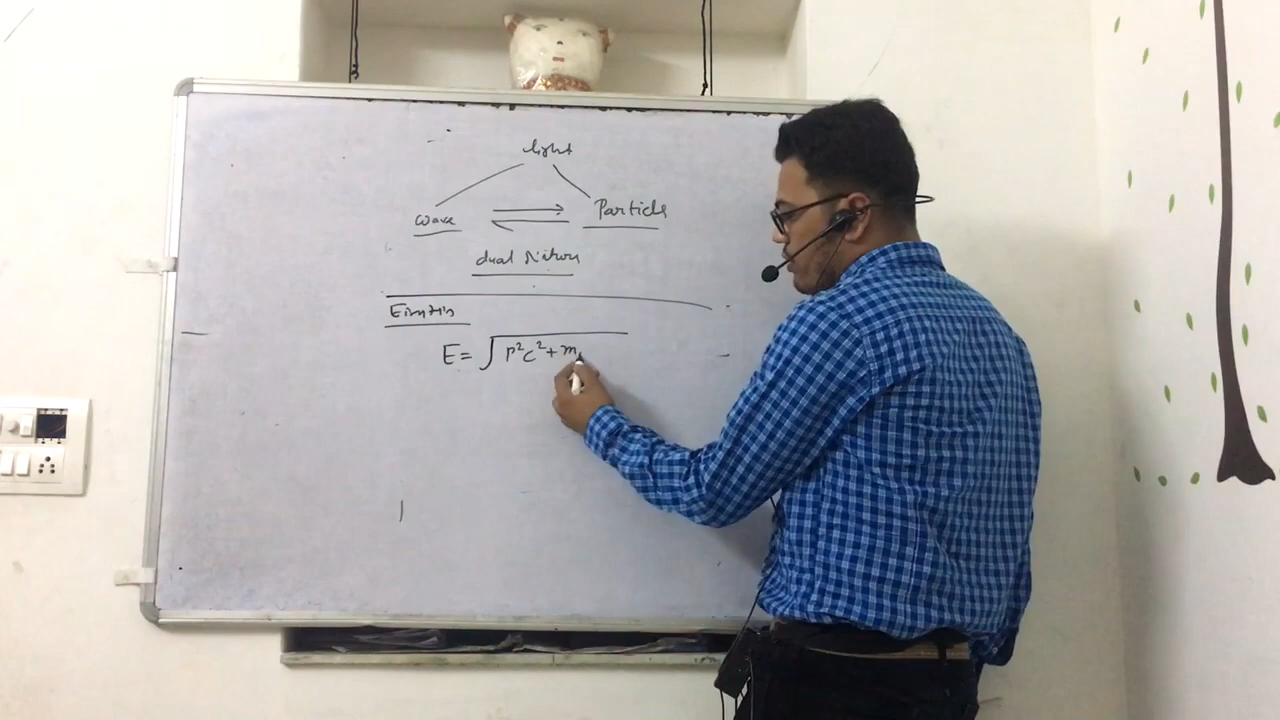 light
wave Particle
dual Nature
Einstein
E = √p²c² + m